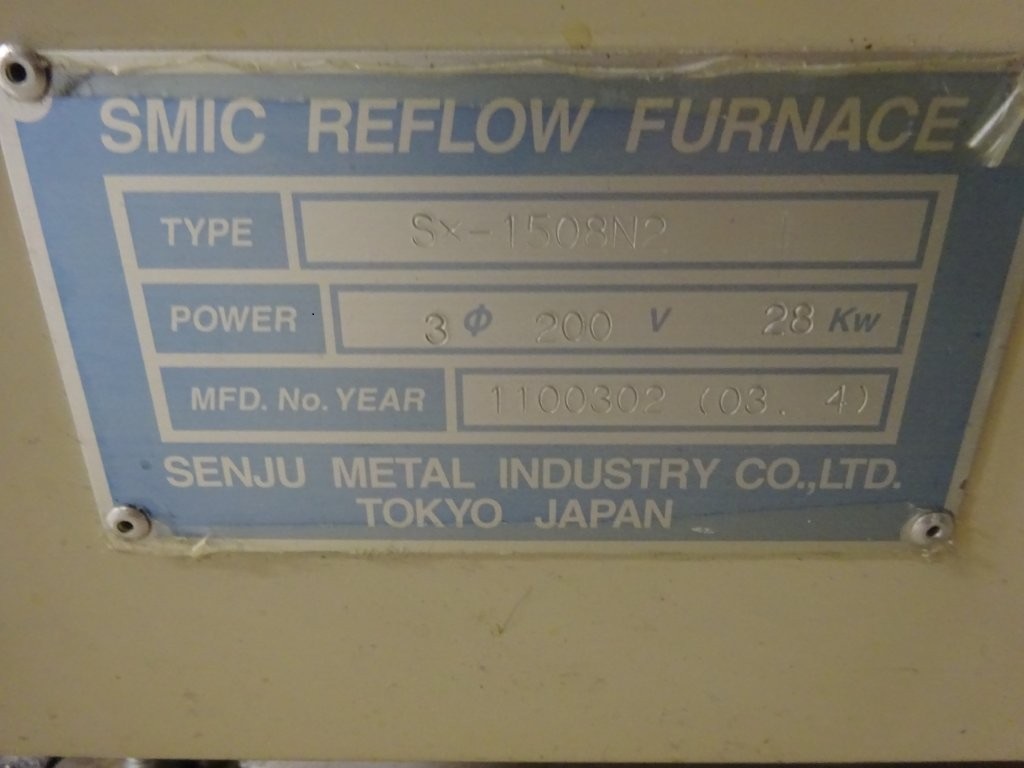 SMIC REFLOW FURNACE
TYPE Sx-1508N2
POWER 3 Φ 200 V 28 Kw
MFD. No. YEAR 1100302 (03. 4)
SENJU METAL INDUSTRY CO.,LTD.
TOKYO JAPAN